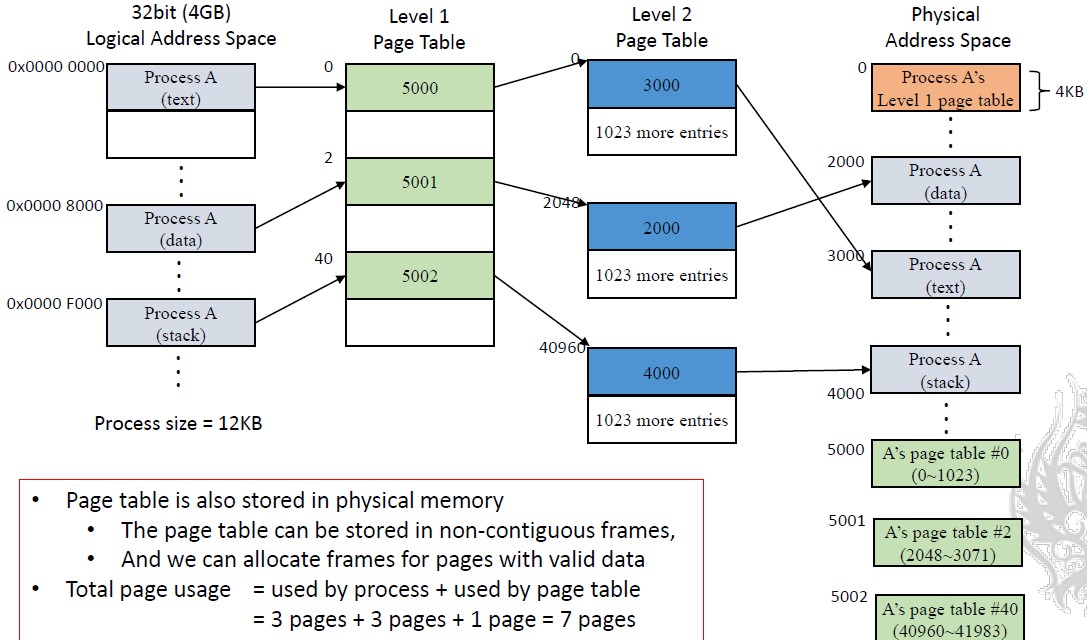 32bit (4GB)
Logical Address Space
Level 1
Page Table
Level 2
Page Table
Physical
Address Space
0x0000 0000
Process A
(text)
0x0000 8000
Process A
(data)
0x0000 F000
Process A
(stack)
Process size = 12KB
0
5000
2
5001
40
5002
0
3000
1023 more entries
2048
2000
1023 more entries
40960
4000
1023 more entries
0
Process A's
Level 1 page table
4KB
2000
Process A
(data)
3000
Process A
(text)
Process A
(stack)
4000
5000
A's page table #0
(0~1023)
5001
A's page table #2
(2048~3071)
5002
A's page table #40
(40960~41983)
• Page table is also stored in physical memory
• The page table can be stored in non-contiguous frames,
• And we can allocate frames for pages with valid data
• Total page usage = used by process + used by page table
= 3 pages + 3 pages + 1 page = 7 pages